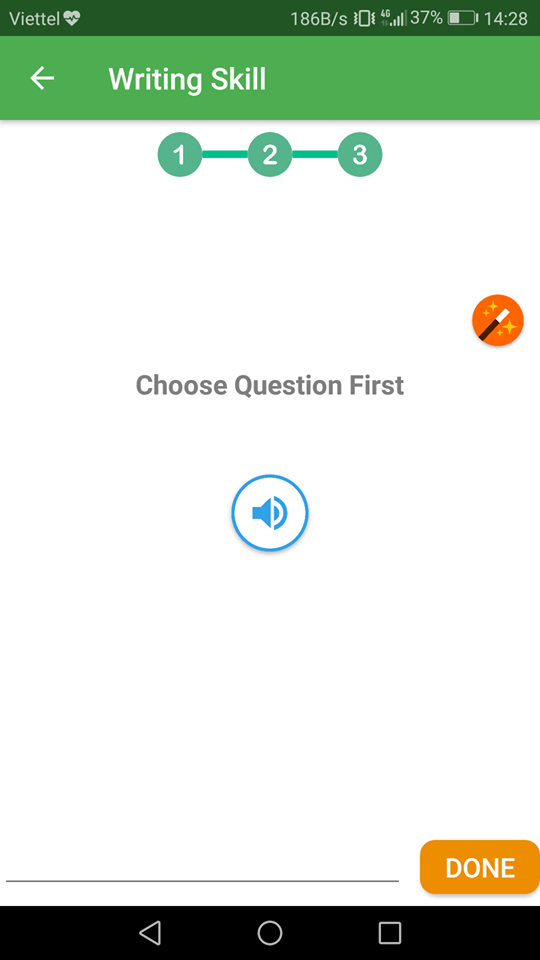 Viettel 186B/s 4G 37% 14:28
Writing Skill
1 2 3
Choose Question First
DONE